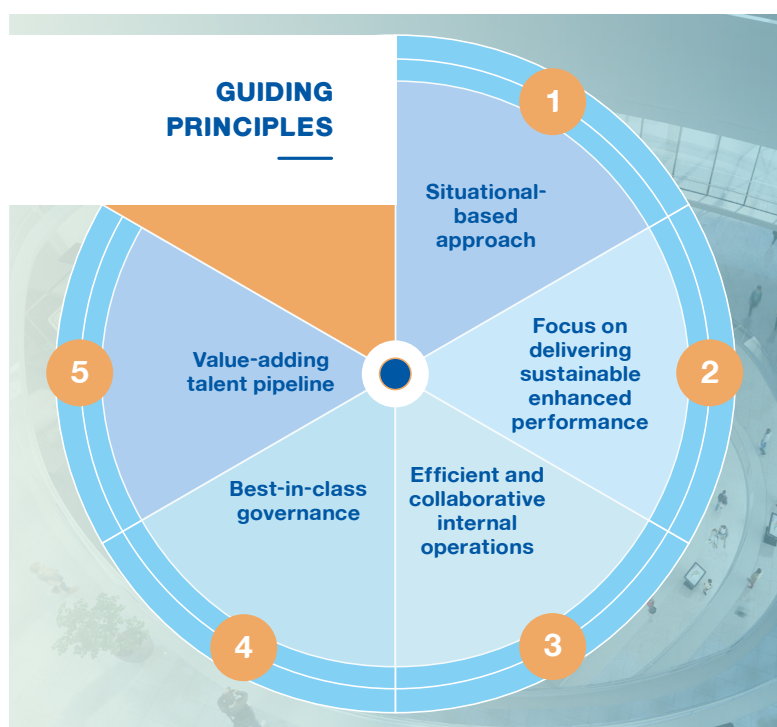 GUIDING
PRINCIPLES
1
Situational-
based
approach
2
Focus on
delivering
sustainable
enhanced
performance
3
Efficient and
collaborative
internal
operations
4
Best-in-class
governance
5
Value-adding
talent pipeline